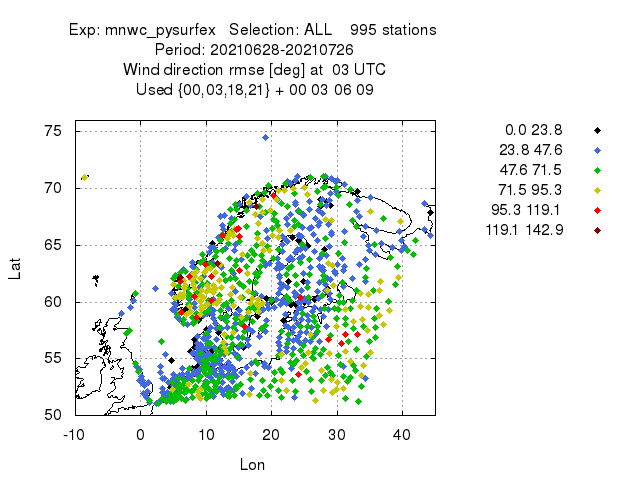 Exp: mnwc_pysurfex   Selection: ALL    995 stations
Period: 20210628-20210726
Wind direction rmse [deg] at  03 UTC
Used {00,03,18,21} + 00 03 06 09
75
70
65
60
55
50
-10 0 10 20 30 40
Lat
Lon
0.0 23.8
23.8 47.6
47.6 71.5
71.5 95.3
95.3 119.1
119.1 142.9